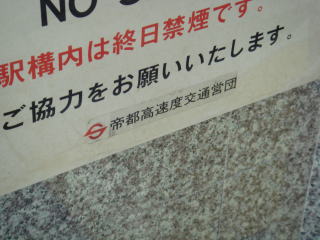 NO
駅構内は終日禁煙です。
ご協力をお願いいたします。
帝都高速度交通営団